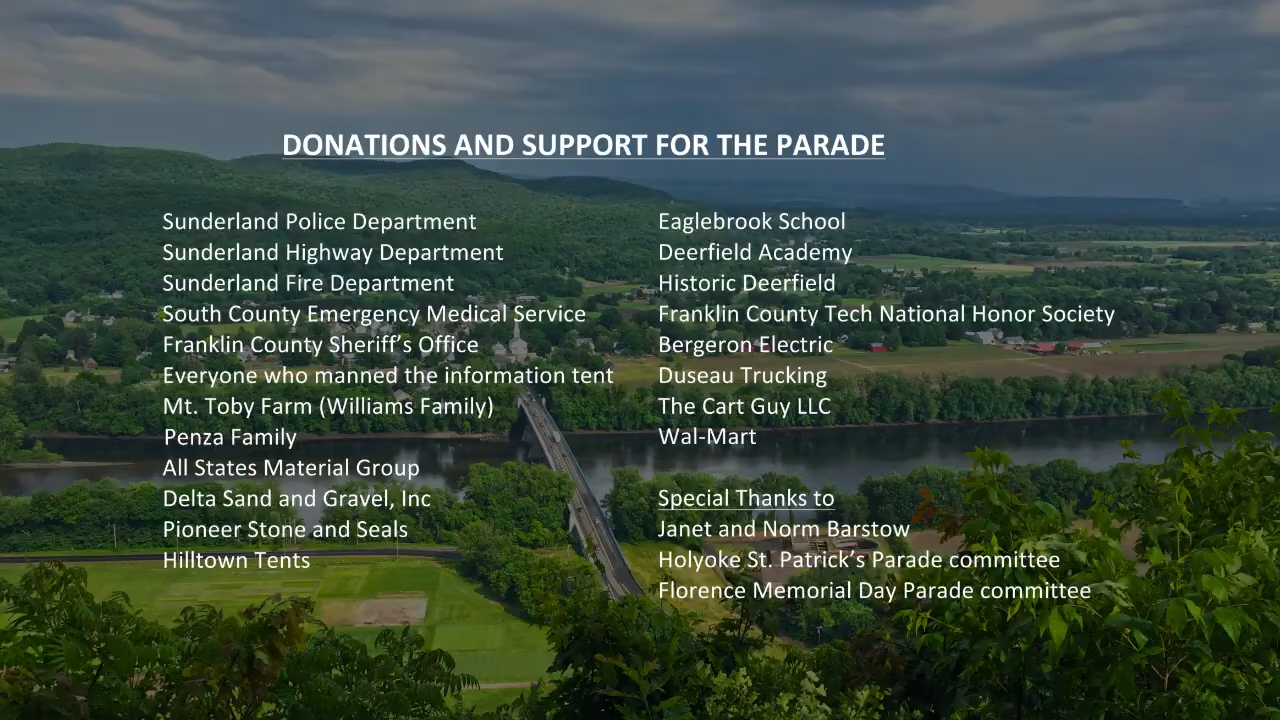 DONATIONS AND SUPPORT FOR THE PARADE
Sunderland Police Department
Sunderland Highway Department
Sunderland Fire Department
South County Emergency Medical Service
Franklin County Sheriff’s Office
Everyone who manned the information tent
Mt. Toby Farm (Williams Family)
Penza Family
All States Material Group
Delta Sand and Gravel, Inc
Pioneer Stone and Seals
Hilltown Tents
Eaglebrook School
Deerfield Academy
Historic Deerfield
Franklin County Tech National Honor Society
Bergeron Electric
Duseau Trucking
The Cart Guy LLC
Wal-Mart
Special Thanks to
Janet and Norm Barstow
Holyoke St. Patrick’s Parade committee
Florence Memorial Day Parade committee